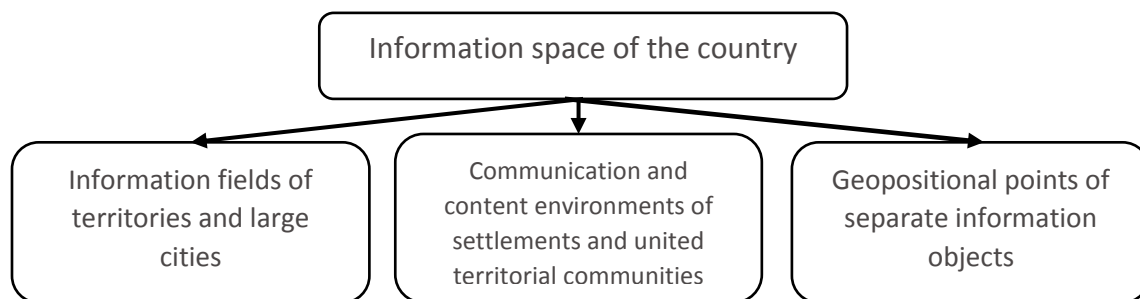 Information space of the country
Information fields of
territories and large
cities
Communication and
content environments of
settlements and united
territorial communities
Geopositional points of
separate information
objects